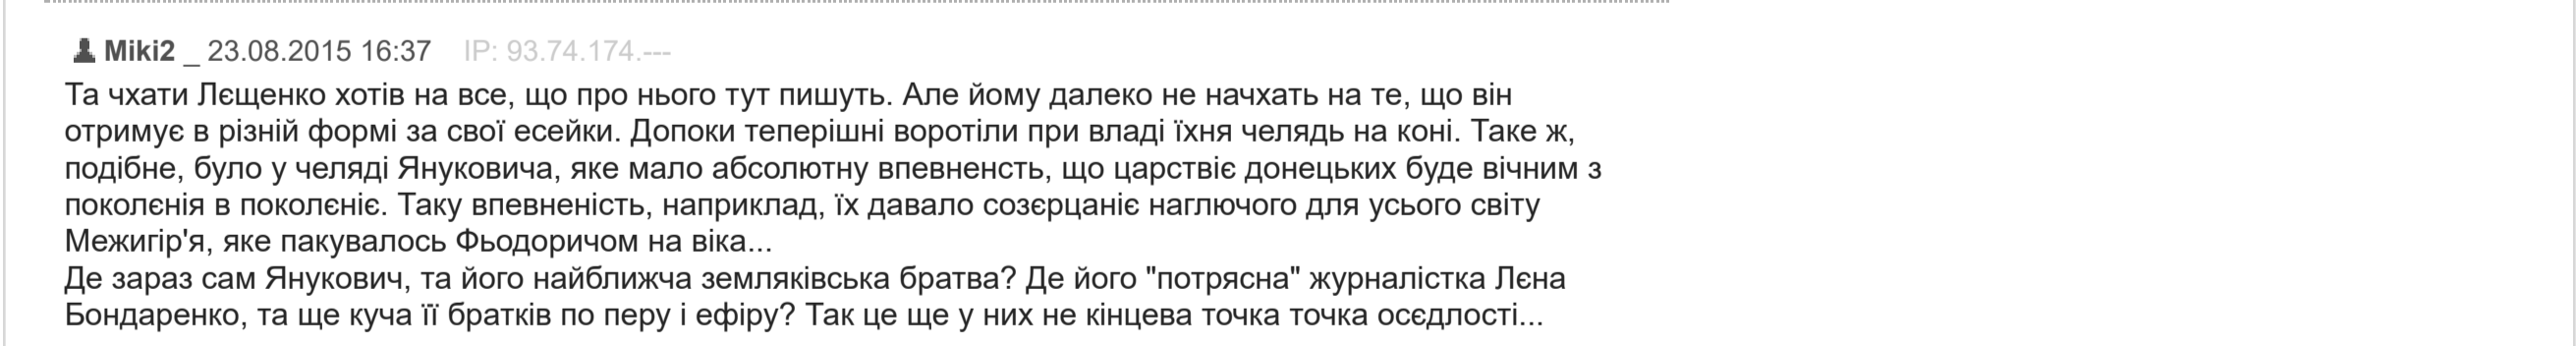 Miki2 _ 23.08.2015 16:37 IP: 93.74.174.---
Та чхати Лєщенко хотів на все, що про нього тут пишуть. Але йому далеко не начхать на те, що він
отримує в різній формі за свої есейки. Допоки теперішні воротіли при владі їхня челядь на коні. Таке ж,
подібне, було у челяді Януковича, яке мало абсолютну впевненсть, що царствіє донецьких буде вічним з
поколєнія в поколєніє. Таку впевненість, наприклад, їх давало созєрцаніє наглючого для усього світу
Межигір'я, яке пакувалось Фьодоричом на віка...
Де зараз сам Янукович, та його найближча земляківська братва? Де його "потрясна" журналістка Лєна
Бондаренко, та ще куча її братків по перу і ефіру? Так це ще у них не кінцева точка точка осєдлості...